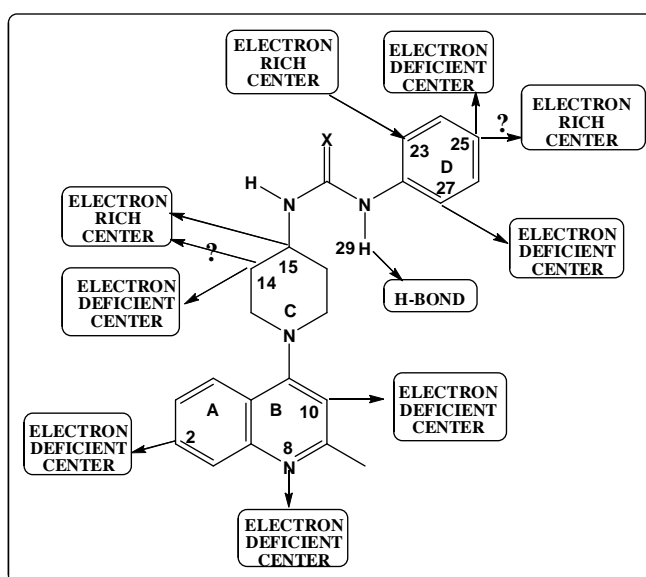 ELECTRON
RICH
CENTER
ELECTRON
DEFICIENT
CENTER
ELECTRON
RICH
CENTER
?
X
23
25
D
27
H
N
N
ELECTRON
RICH
CENTER
?
29 H
ELECTRON
DEFICIENT
CENTER
15
14
H-BOND
ELECTRON
DEFICIENT
CENTER
C
N
A
B
10
ELECTRON
DEFICIENT
CENTER
ELECTRON
DEFICIENT
CENTER
2
8
N
ELECTRON
DEFICIENT
CENTER